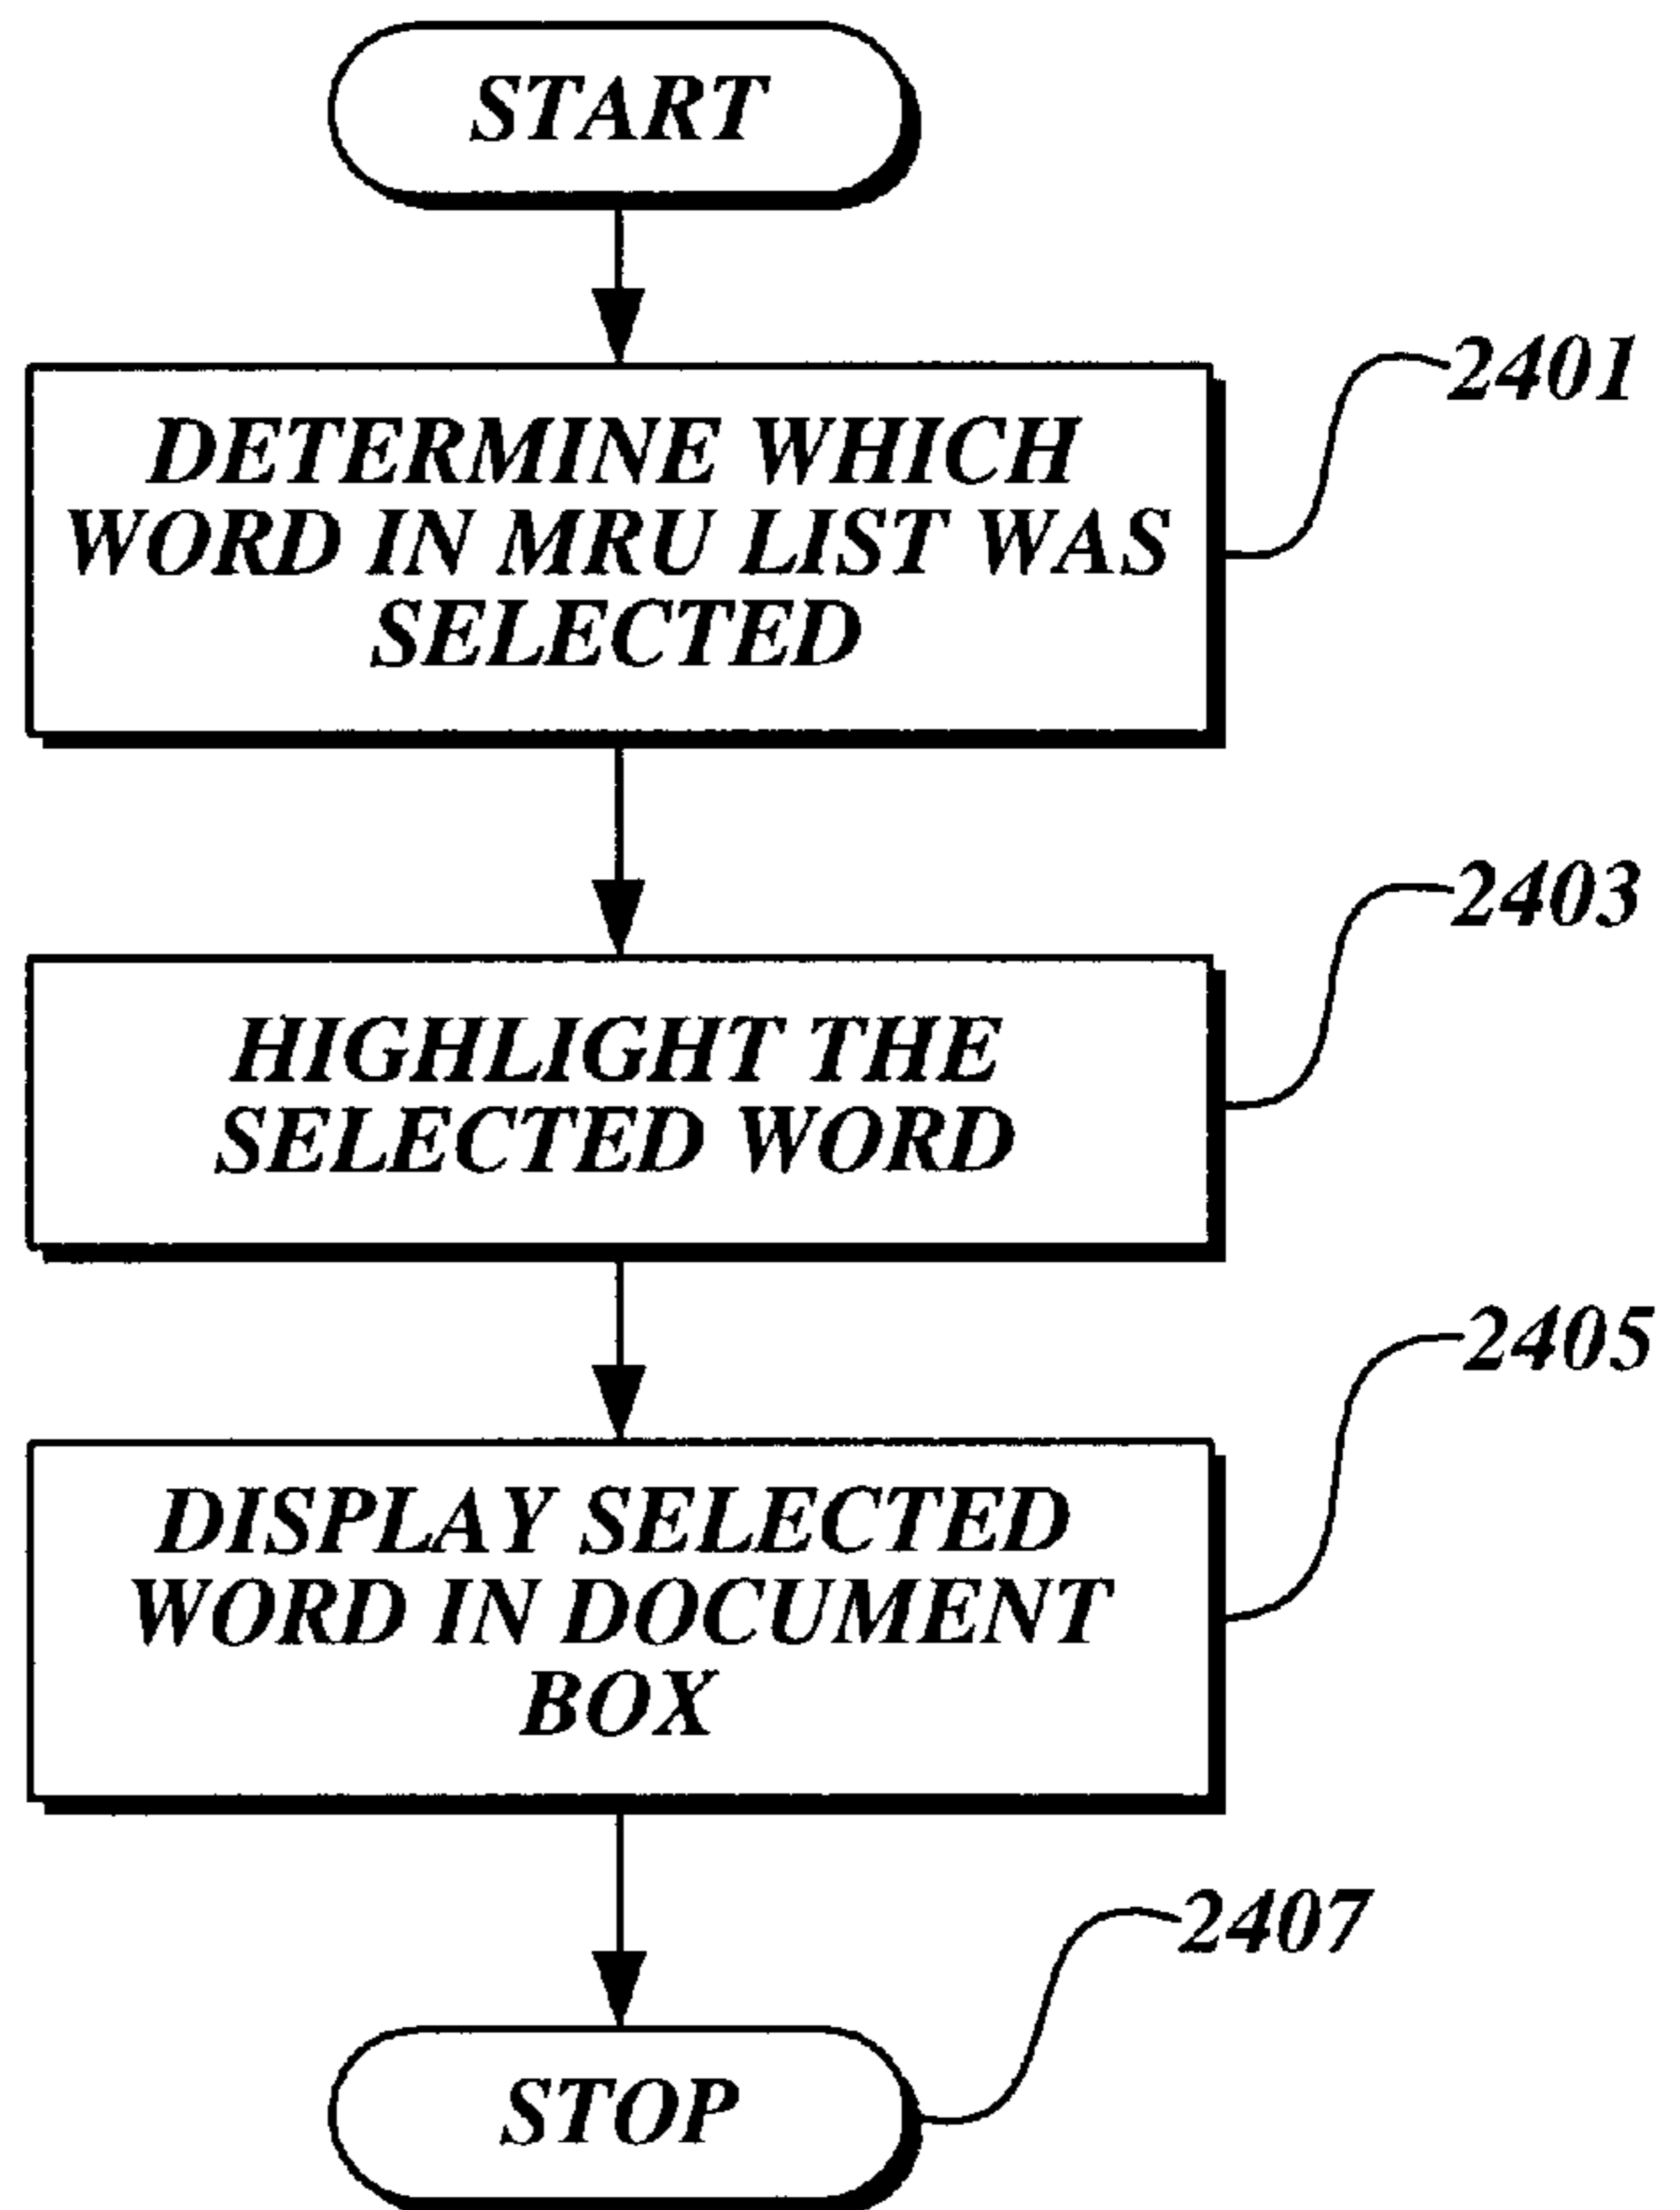 START
2401
DETERMINE WHICH
WORD IN MRU LIST WAS
SELECTED
2403
HIGHLIGHT THE
SELECTED WORD
2405
DISPLAY SELECTED
WORD IN DOCUMENT
BOX
2407
STOP